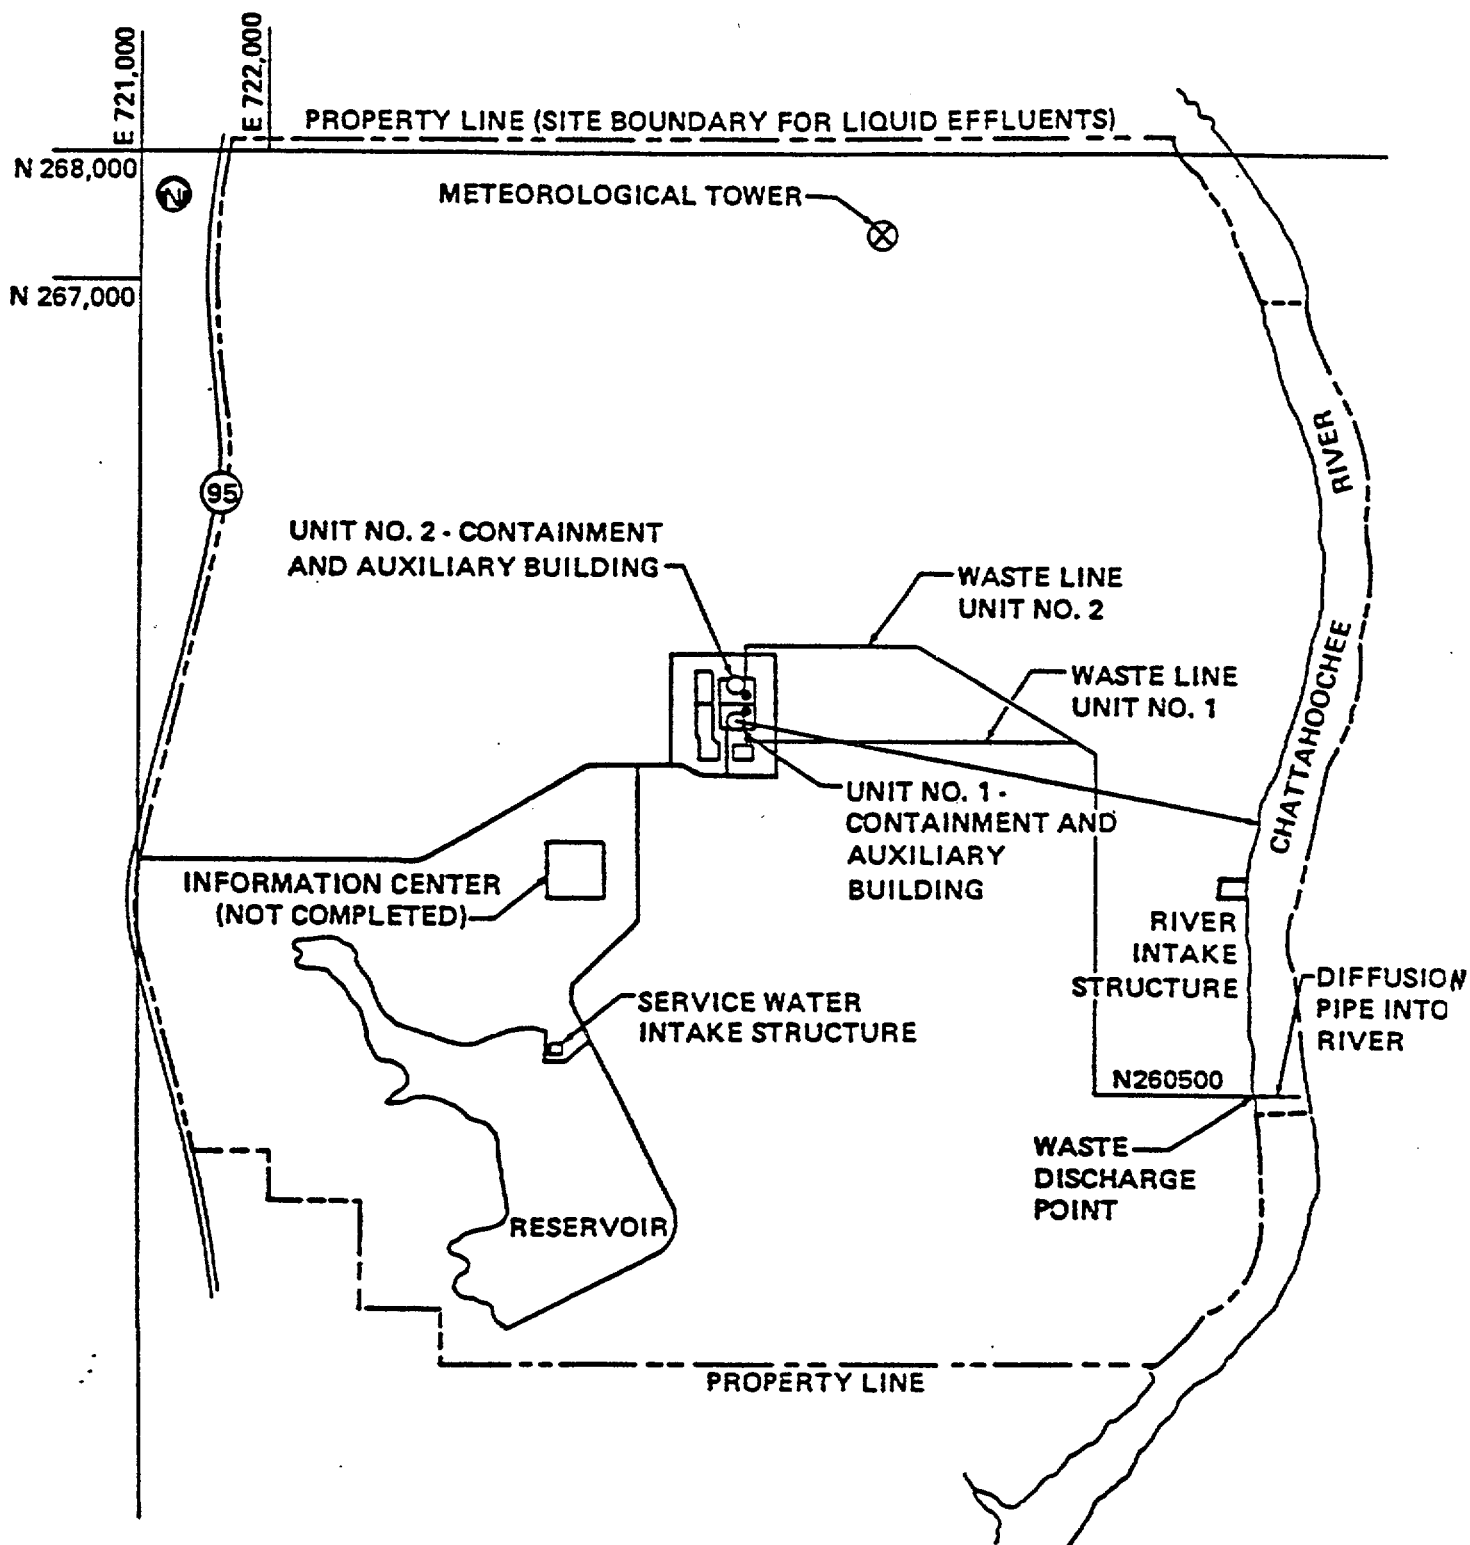 E 721,000
E 722,000
PROPERTY LINE (SITE BOUNDARY FOR LIQUID EFFLUENTS)
N 268,000
N
METEOROLOGICAL TOWER
N 267,000
RIVER
95
UNIT NO. 2 - CONTAINMENT
AND AUXILIARY BUILDING
WASTE LINE
UNIT NO. 2
WASTE LINE
UNIT NO. 1
CHATTAHOOCHEE
UNIT NO. 1 -
CONTAINMENT AND
AUXILIARY
BUILDING
INFORMATION CENTER
(NOT COMPLETED)
RIVER
INTAKE
STRUCTURE
DIFFUSION
PIPE INTO
RIVER
SERVICE WATER
INTAKE STRUCTURE
N260500
WASTE
DISCHARGE
POINT
RESERVOIR
PROPERTY LINE